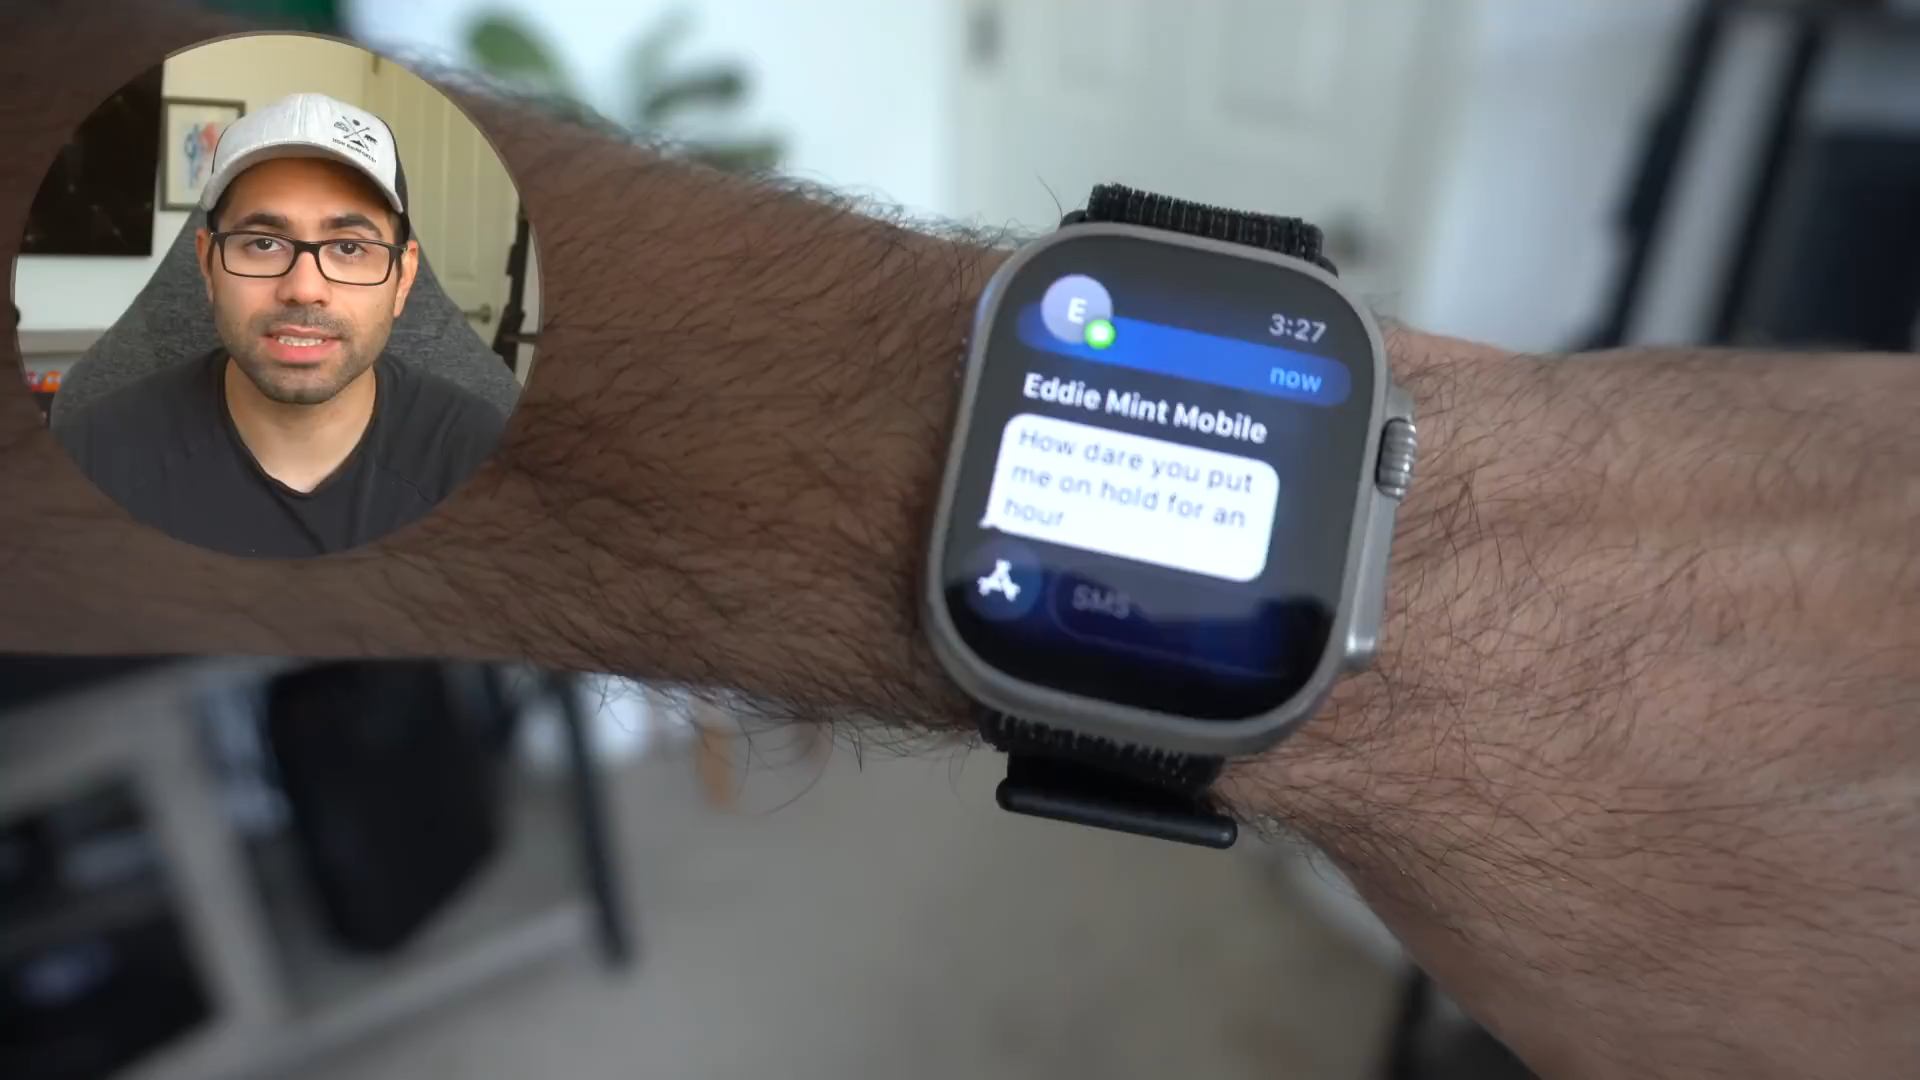 E
3:27
now
Eddie Mint Mobile
How dare you put
me on hold for an
hour
SMS